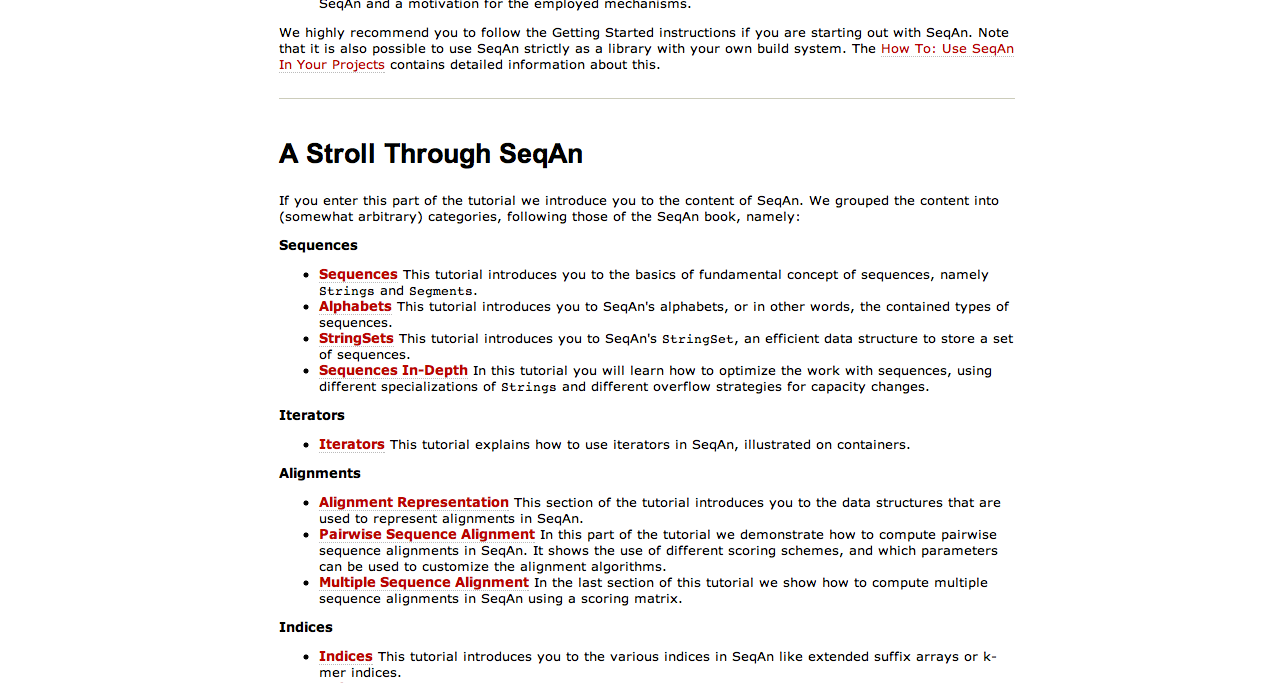 SeqAn and a motivation for the employed mechanisms.
We highly recommend you to follow the Getting Started instructions if you are starting out with SeqAn. Note
that it is also possible to use SeqAn strictly as a library with your own build system. The How To: Use SeqAn
In Your Projects contains detailed information about this.
A Stroll Through SeqAn
If you enter this part of the tutorial we introduce you to the content of SeqAn. We grouped the content into
(somewhat arbitrary) categories, following those of the SeqAn book, namely:
Sequences
• Sequences This tutorial introduces you to the basics of fundamental concept of sequences, namely
Strings and Segments.
• Alphabets This tutorial introduces you to SeqAn's alphabets, or in other words, the contained types of
sequences.
• StringSets This tutorial introduces you to SeqAn's StringSet, an efficient data structure to store a set
of sequences.
• Sequences In-Depth In this tutorial you will learn how to optimize the work with sequences, using
different specializations of Strings and different overflow strategies for capacity changes.
Iterators
• Iterators This tutorial explains how to use iterators in SeqAn, illustrated on containers.
Alignments
• Alignment Representation This section of the tutorial introduces you to the data structures that are
used to represent alignments in SeqAn.
• Pairwise Sequence Alignment In this part of the tutorial we demonstrate how to compute pairwise
sequence alignments in SeqAn. It shows the use of different scoring schemes, and which parameters
can be used to customize the alignment algorithms.
• Multiple Sequence Alignment In the last section of this tutorial we show how to compute multiple
sequence alignments in SeqAn using a scoring matrix.
Indices
• Indices This tutorial introduces you to the various indices in SeqAn like extended suffix arrays or k-
mer indices.